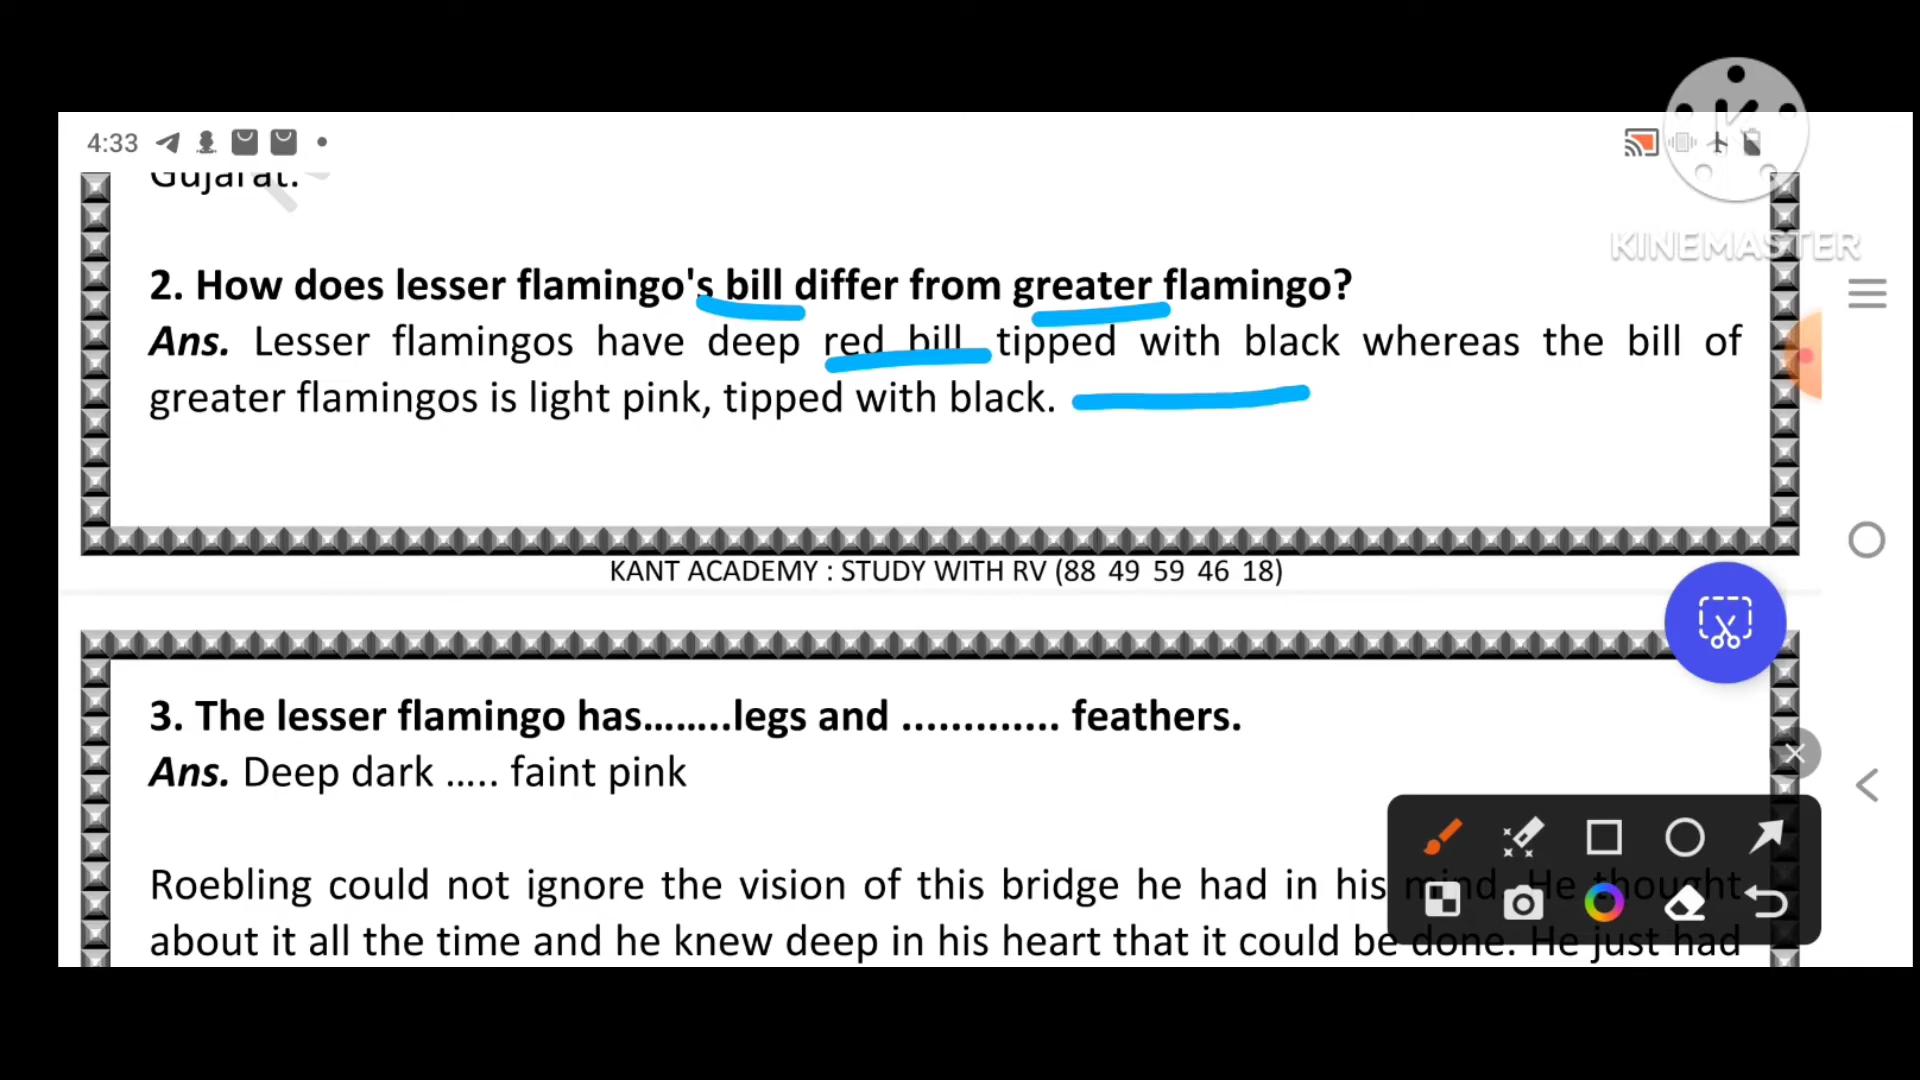 4:33
Gujarat.
KINEMASTER
2. How does lesser flamingo's bill differ from greater flamingo?
Ans. Lesser flamingos have deep red bill tipped with black whereas the bill of
greater flamingos is light pink, tipped with black.
KANT ACADEMY : STUDY WITH RV (88 49 59 46 18)
3. The lesser flamingo has........legs and ............. feathers.
Ans. Deep dark ..... faint pink
Roebling could not ignore the vision of this bridge he had in his mind. He thought
about it all the time and he knew deep in his heart that it could be done. He just had